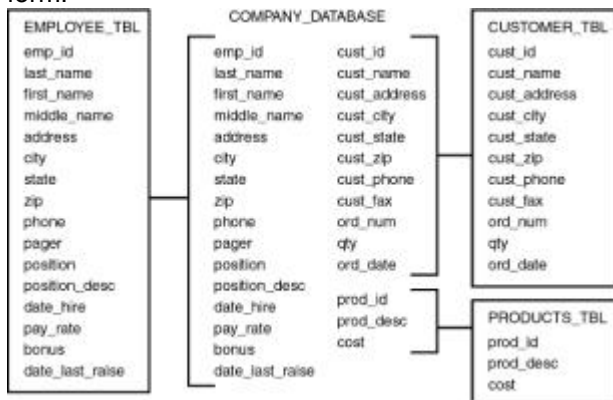 form.
EMPLOYEE_TBL
emp_id
last_name
first_name
middle_name
address
city
state
zip
phone
pager
position
position_desc
date_hire
pay_rate
bonus
date_last_raise
COMPANY_DATABASE
emp_id
last_name
first_name
middle_name
address
city
state
zip
phone
pager
position
position_desc
date_hire
pay_rate
bonus
date_last_raise
cust_id
cust_name
cust_address
cust_city
cust_state
cust_zip
cust_phone
cust_fax
ord_num
qty
ord_date
prod_id
prod_desc
cost
CUSTOMER_TBL
cust_id
cust_name
cust_address
cust_city
cust_state
cust_zip
cust_phone
cust_fax
ord_num
qty
ord_date
PRODUCTS_TBL
prod_id
prod_desc
cost